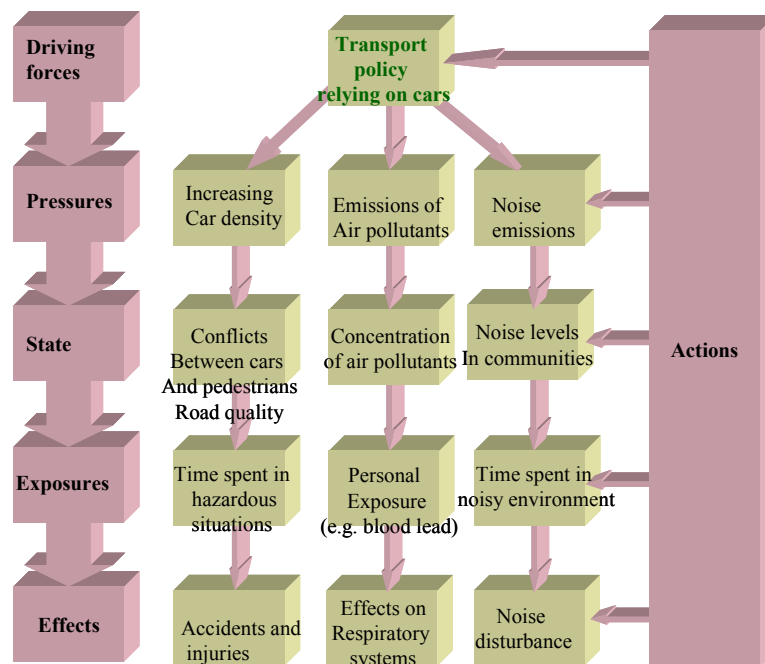 Driving
forces
Transport
policy
relying on cars
Pressures
Increasing
Car density
Emissions of
Air pollutants
Noise
emissions
State
Conflicts
Between cars
And pedestrians
Road quality
Concentration
of air pollutants
Noise levels
In communities
Actions
Exposures
Time spent in
hazardous
situations
Personal
Exposure
(e.g. blood lead)
Time spent in
noisy environment
Effects
Accidents and
injuries
Effects on
Respiratory
systems
Noise
disturbance